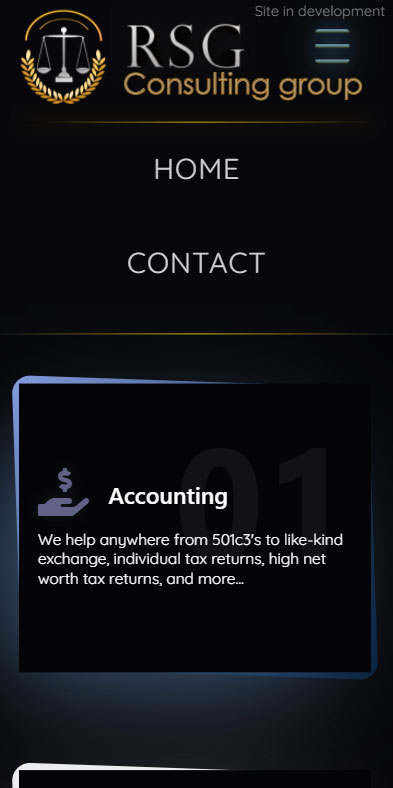 Site in development
RSG
Consulting group
HOME
CONTACT
01
Accounting
We help anywhere from 501c3's to like-kind
exchange, individual tax returns, high net
worth tax returns, and more...